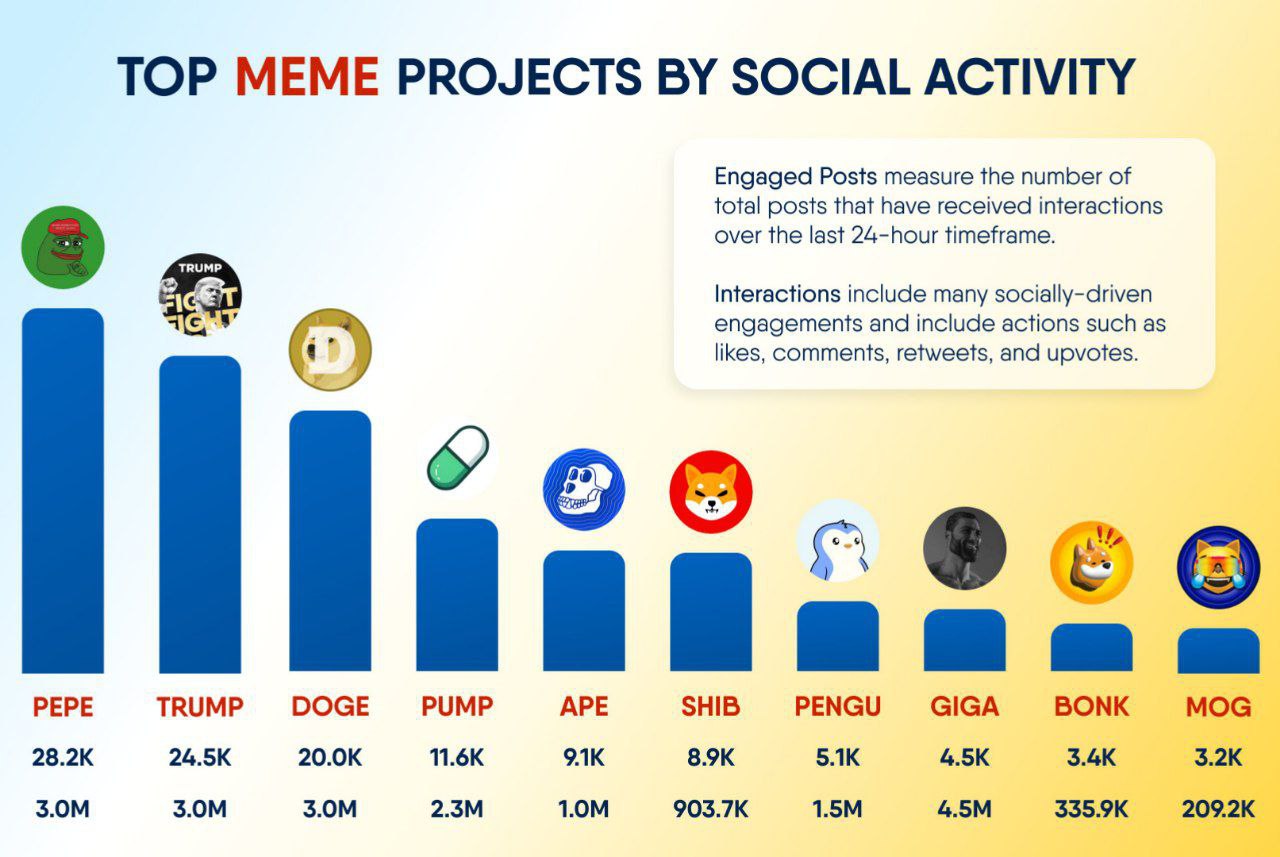 TOP MEME PROJECTS BY SOCIAL ACTIVITY
Engaged Posts measure the number of
total posts that have received interactions
over the last 24-hour timeframe.
Interactions include many socially-driven
engagements and include actions such as
likes, comments, retweets, and upvotes.
TRUMP
FIGHT
FIGHT
D
PEPE TRUMP DOGE PUMP APE SHIB PENGU GIGA BONK MOG
28.2K 24.5K 20.0K 11.6K 9.1K 8.9K 5.1K 4.5K 3.4K 3.2K
3.0M 3.0M 3.0M 2.3M 1.0M 903.7K 1.5M 4.5M 335.9K 209.2K